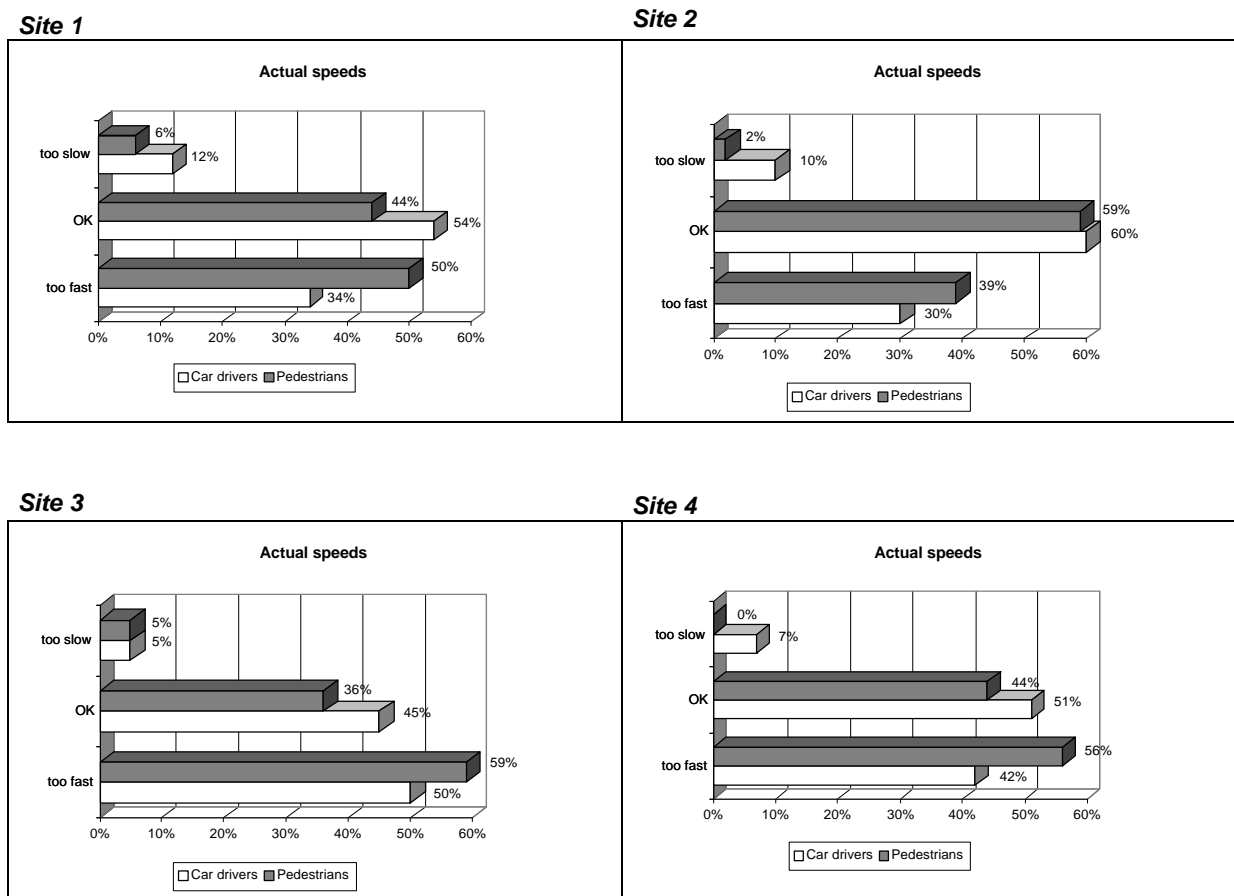 Site 1
Actual speeds
too slow
6%
12%
OK
44%
54%
too fast
50%
34%
0% 10% 20% 30% 40% 50% 60%
Car drivers Pedestrians
Site 2
Actual speeds
too slow
2%
10%
OK
59%
60%
too fast
39%
30%
0% 10% 20% 30% 40% 50% 60%
Car drivers Pedestrians
Site 3
Actual speeds
too slow
5%
5%
OK
36%
45%
too fast
59%
50%
0% 10% 20% 30% 40% 50% 60%
Car drivers Pedestrians
Site 4
Actual speeds
too slow
0%
7%
OK
44%
51%
too fast
56%
42%
0% 10% 20% 30% 40% 50% 60%
Car drivers Pedestrians